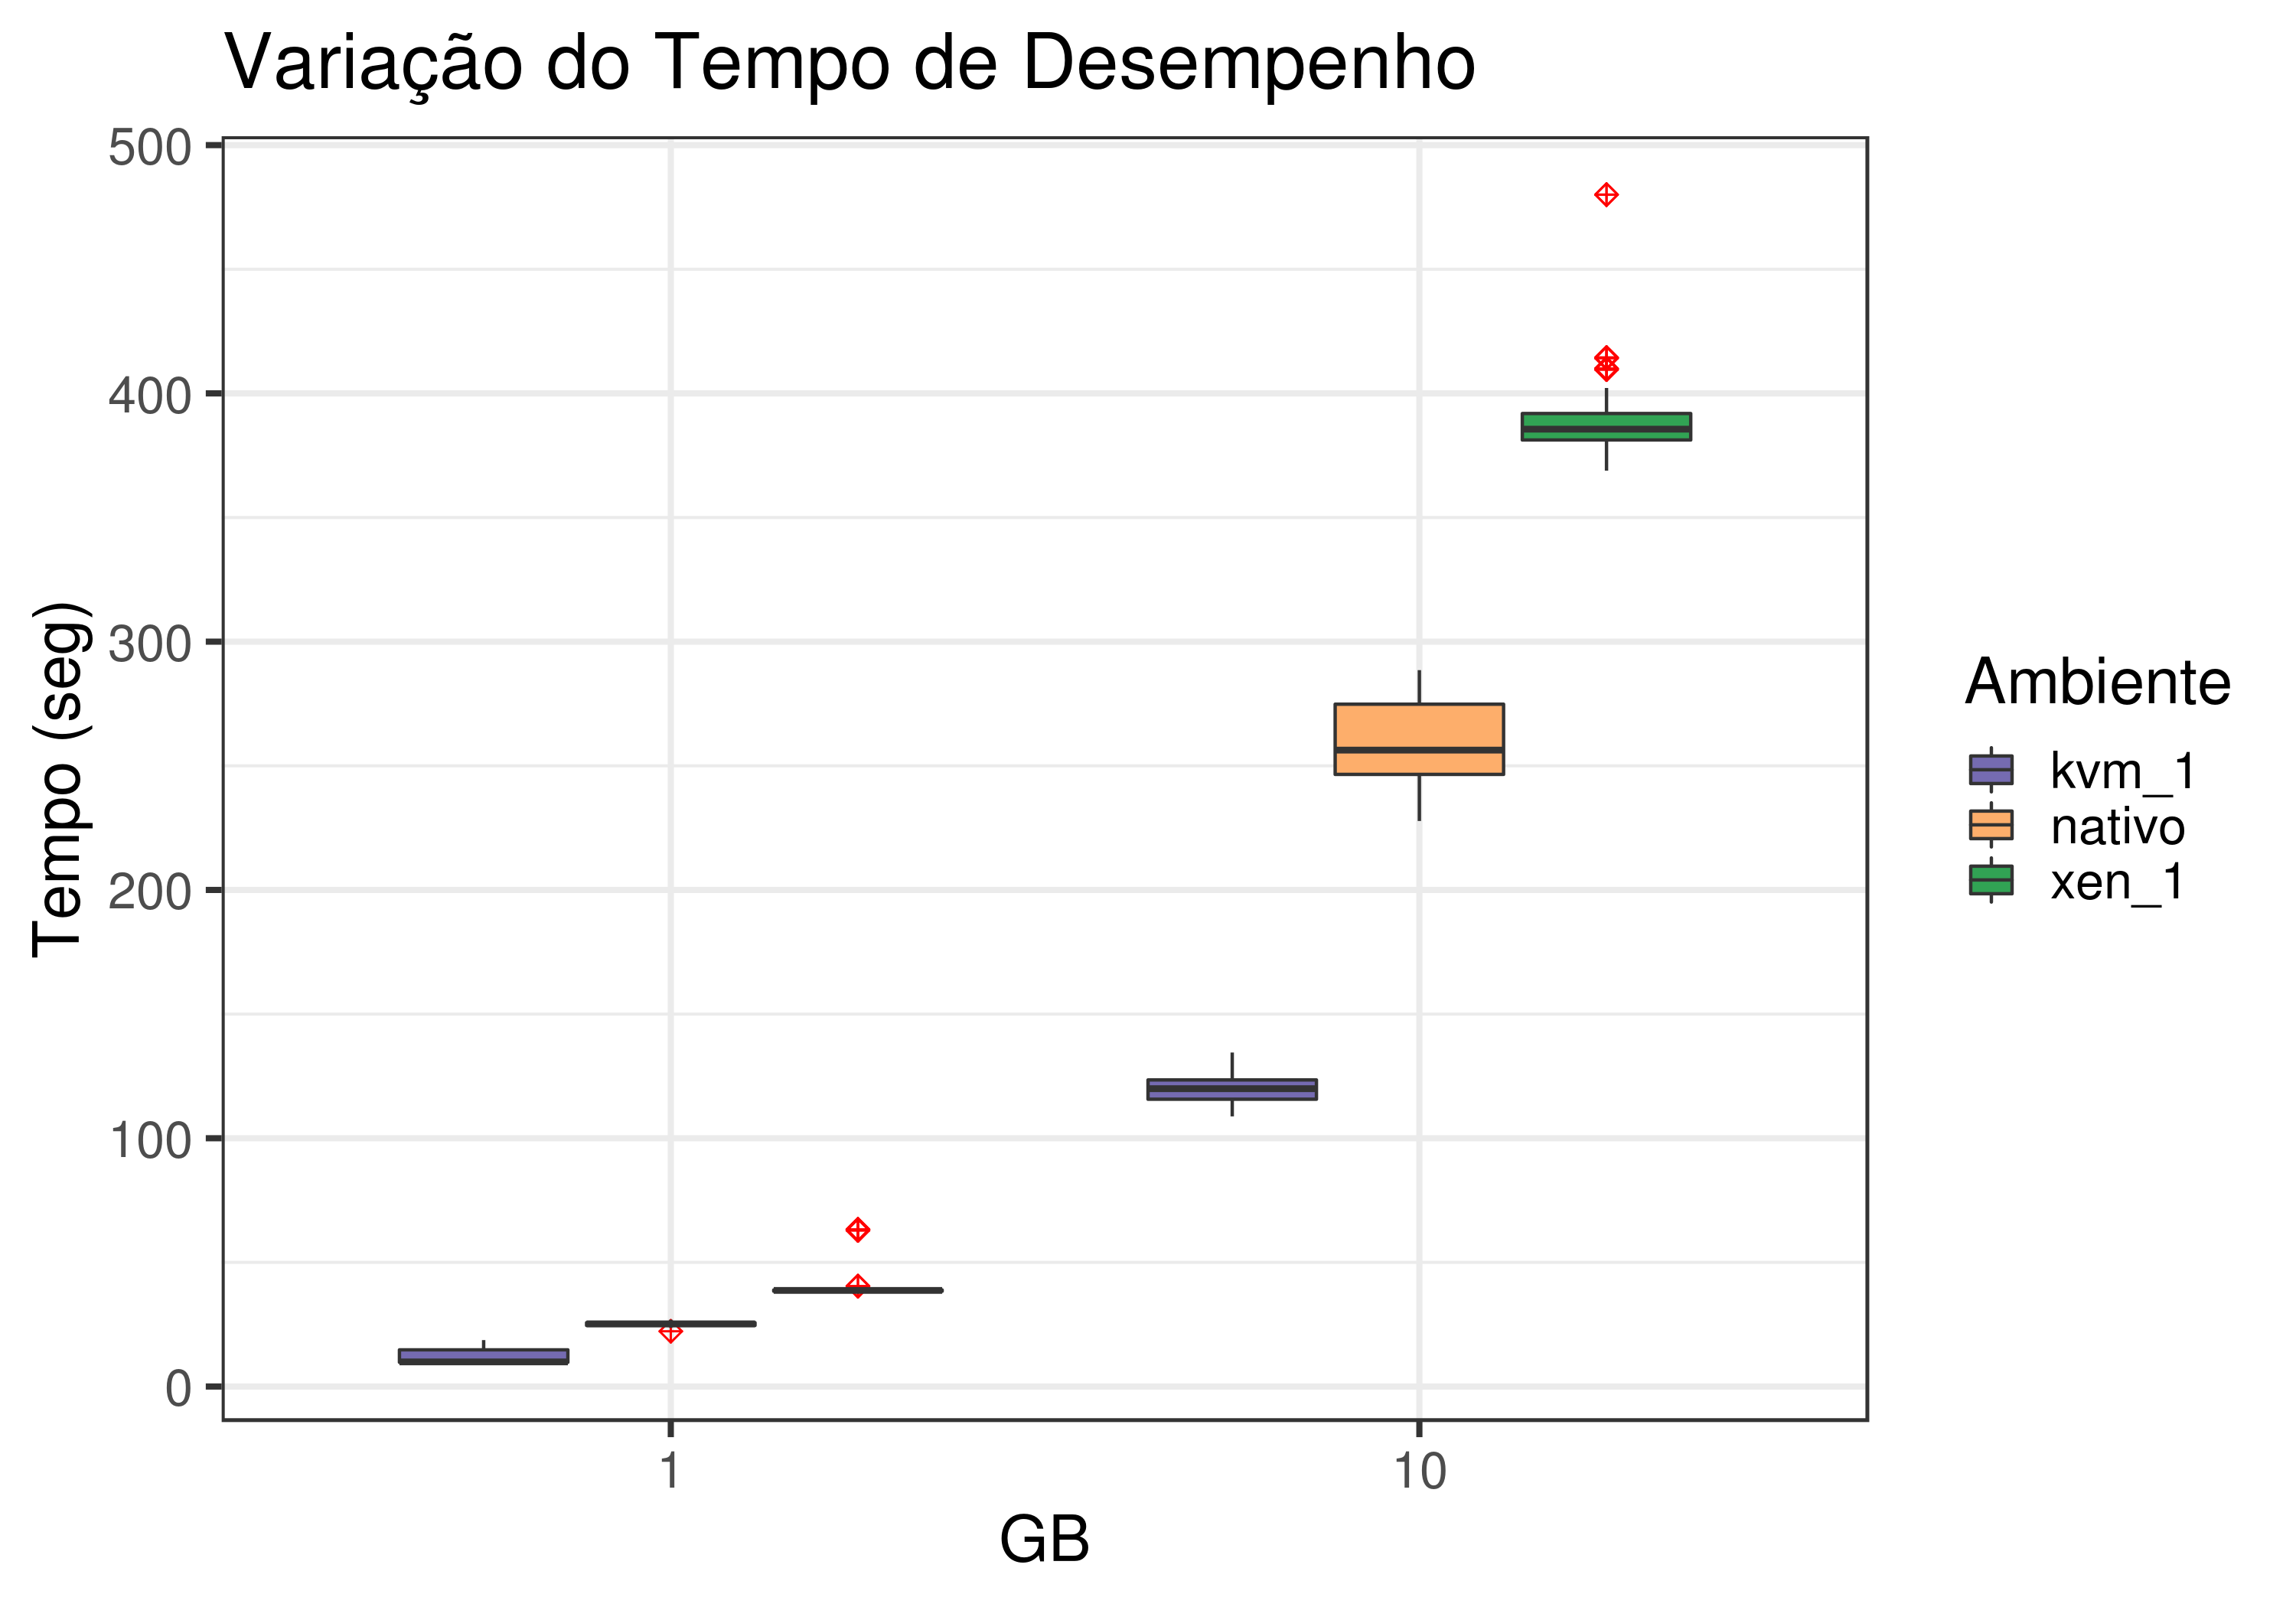 Variação do Tempo de Desempenho
500
400
300
200
100
0
Tempo (seg)
1
10
GB
Ambiente
kvm_1
nativo
xen_1